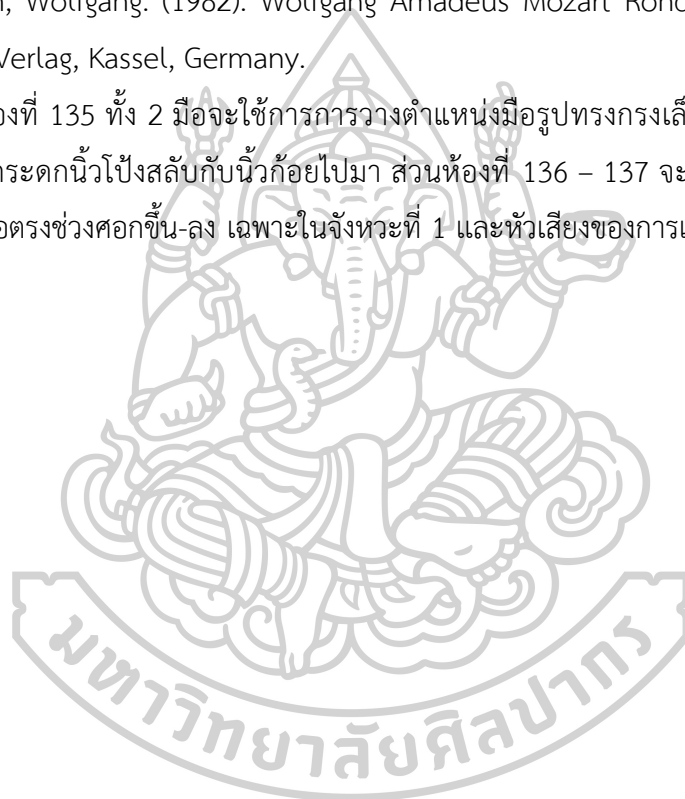 Wolfgang. (1982). Wolfgang Amadeus Mozart
Verlag, Kassel, Germany.
องที่ 135 ทั้ง 2 มือจะใช้การการวางตำแหน่งมือรูปทรงกรงเล็
กระดกนิ้วโป้งสลับกับนิ้วก้อยไปมา ส่วนห้องที่ 136 – 137 จะ
อตรงช่วงศอกขึ้น-ลง เฉพาะในจังหวะที่ 1 และหัวเสียงของการเ
มหาวิทยาลัยศิลปากร